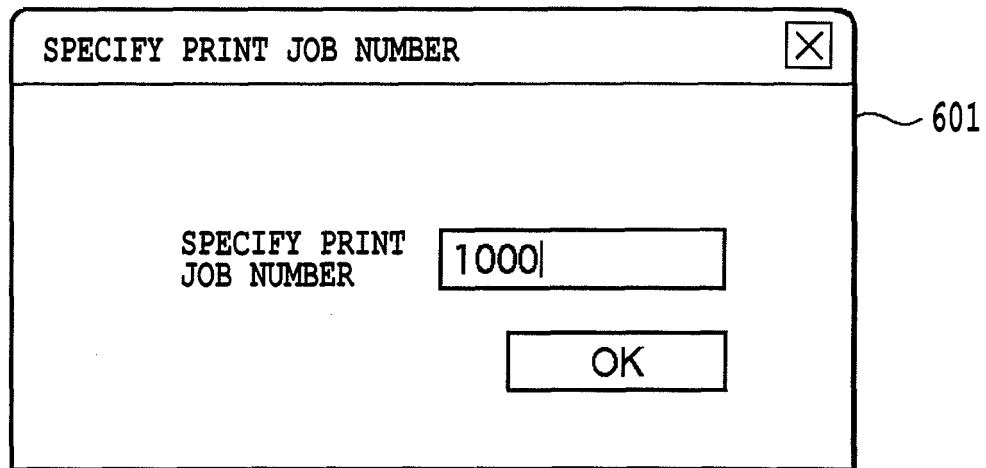 SPECIFY PRINT JOB NUMBER
601
SPECIFY PRINT
JOB NUMBER
1000
OK